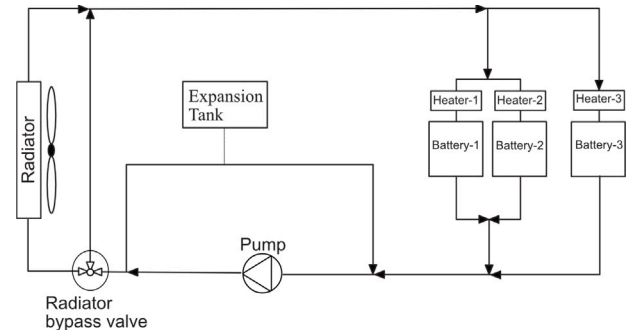 Expansion
Tank
Heater-1
Heater-2
Heater-3
Radiator
Battery-1
Battery-2
Battery-3
Pump
Radiator
bypass valve